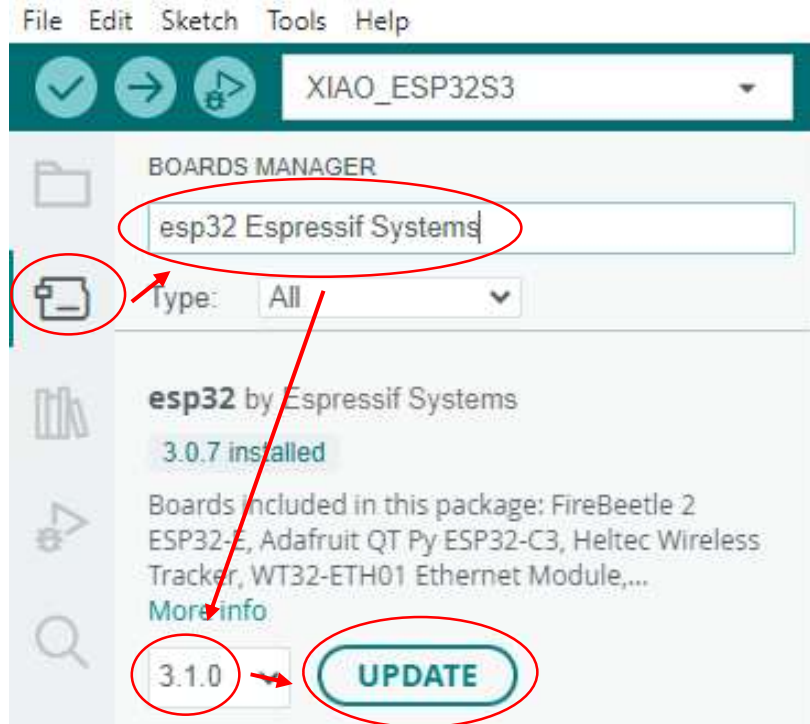 File Edit Sketch Tools Help
XIAO_ESP32S3
BOARDS MANAGER
esp32 Espressif Systems
Type: All
esp32 by Espressif Systems
3.0.7 installed
Boards included in this package: FireBeetle 2
ESP32-E, Adafruit QT Py ESP32-C3, Heltec Wireless
Tracker, WT32-ETH01 Ethernet Module,...
More info
3.1.0 UPDATE